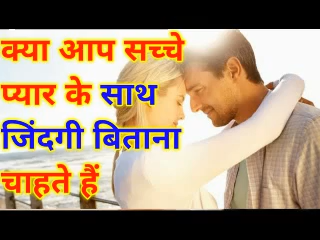 क्या आप सच्चे
प्यार के साथ
जिंदगी बिताना
चाहते हैं